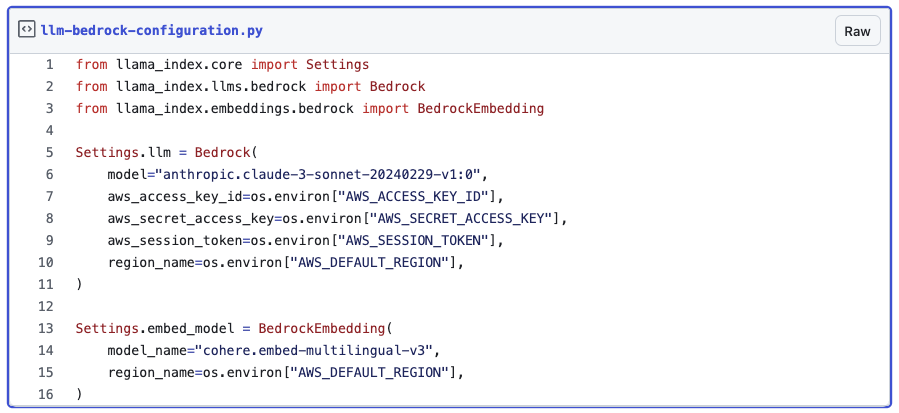 llm-bedrock-configuration.py
Raw
1 from llama_index.core import Settings
2 from llama_index.llms.bedrock import Bedrock
3 from llama_index.embeddings.bedrock import BedrockEmbedding
4
5 Settings.llm = Bedrock(
6     model="anthropic.claude-3-sonnet-20240229-v1:0",
7     aws_access_key_id=os.environ["AWS_ACCESS_KEY_ID"],
8     aws_secret_access_key=os.environ["AWS_SECRET_ACCESS_KEY"],
9     aws_session_token=os.environ["AWS_SESSION_TOKEN"],
10     region_name=os.environ["AWS_DEFAULT_REGION"],
11 )
12
13 Settings.embed_model = BedrockEmbedding(
14     model_name="cohere.embed-multilingual-v3",
15     region_name=os.environ["AWS_DEFAULT_REGION"],
16 )